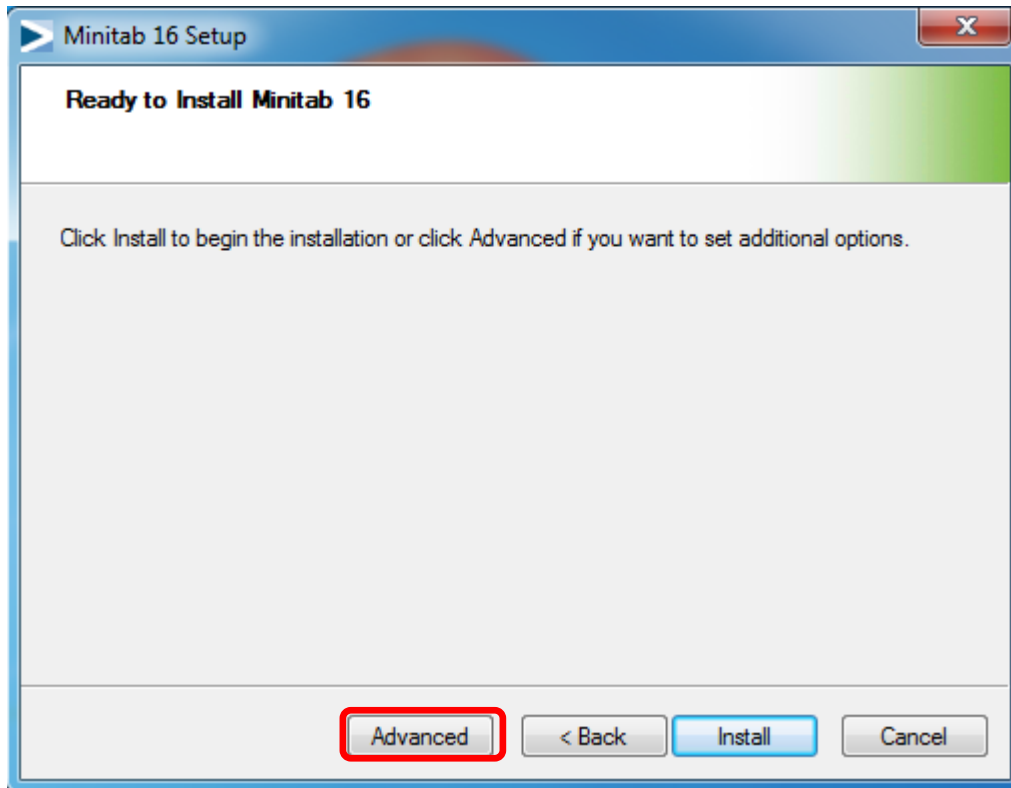 Minitab 16 Setup
Ready to Install Minitab 16
Click Install to begin the installation or click Advanced if you want to set additional options.
Advanced
< Back
Install
Cancel